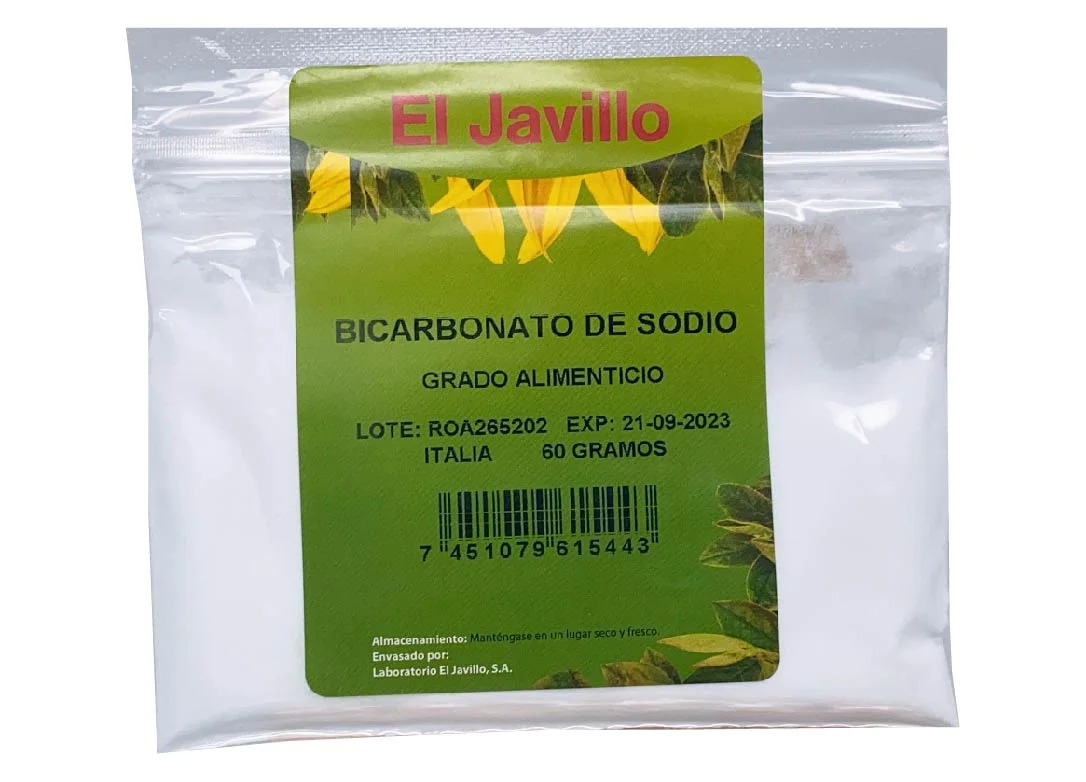 El Javillo
BICARBONATO DE SODIO
GRADO ALIMENTICIO
LOTE: ROA265202 EXP: 21-09-2023
ITALIA 60 GRAMOS
7 451079 615443
Almacenamiento: Manténgase en un lugar seco y fresco.
Envasado por:
Laboratorio El Javillo, S.A.